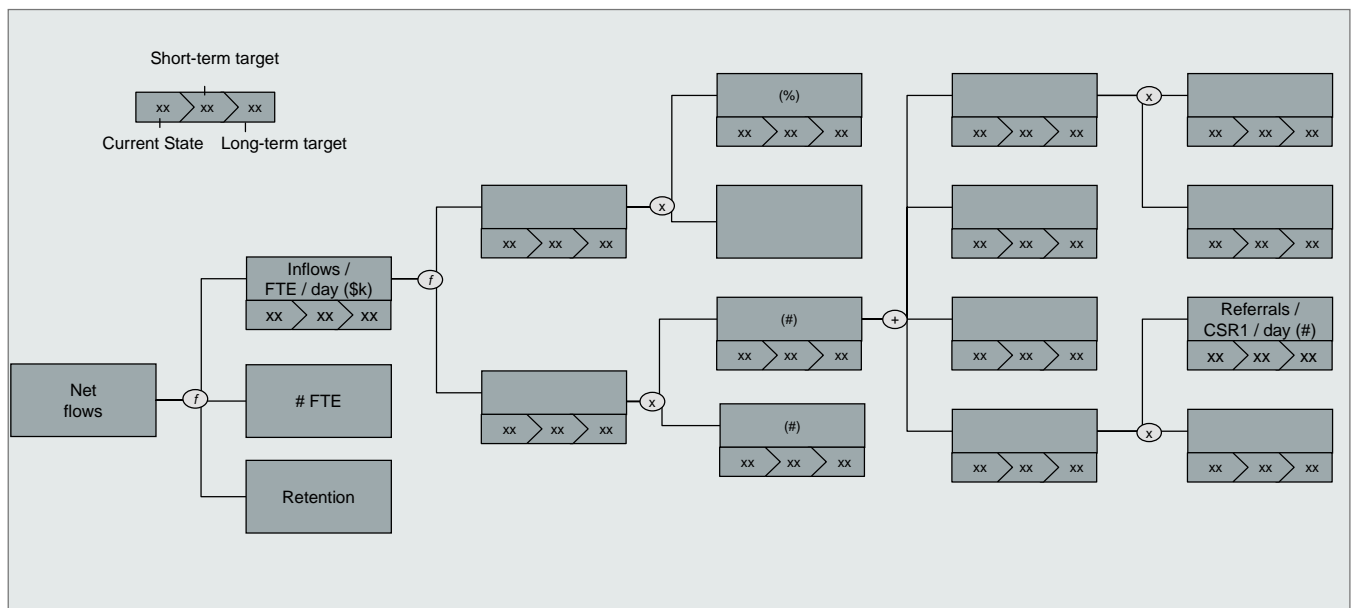 Short-term target
xx xx xx
Current State Long-term target
(%)
xx xx xx
xx xx xx
x
xx xx xx
x
xx xx xx
xx xx xx
xx xx xx
Inflows /
FTE / day ($k)
xx xx xx
f
(#)
xx xx xx
+
xx xx xx
Referrals /
CSR1 / day (#)
xx xx xx
Net
flows
f
# FTE
xx xx xx
x
(#)
xx xx xx
xx xx xx
x
xx xx xx
Retention